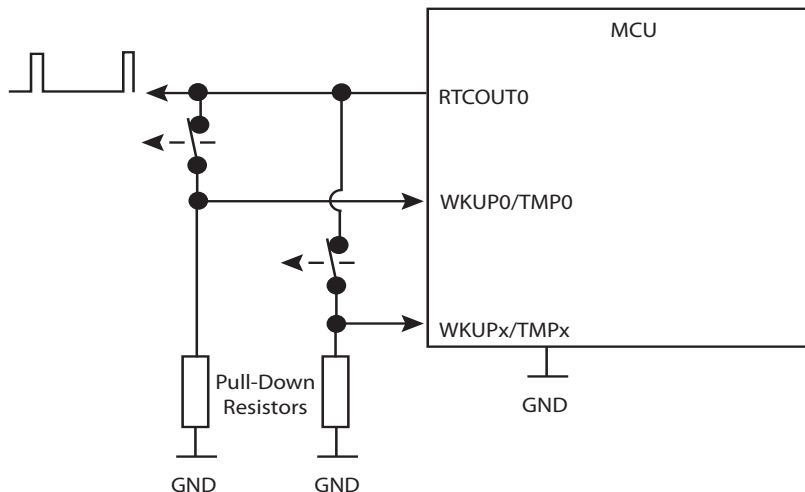 MCU
RTCOUT0
WKUP0/TMP0
WKUPx/TMPx
Pull-Down
Resistors
GND
GND
GND